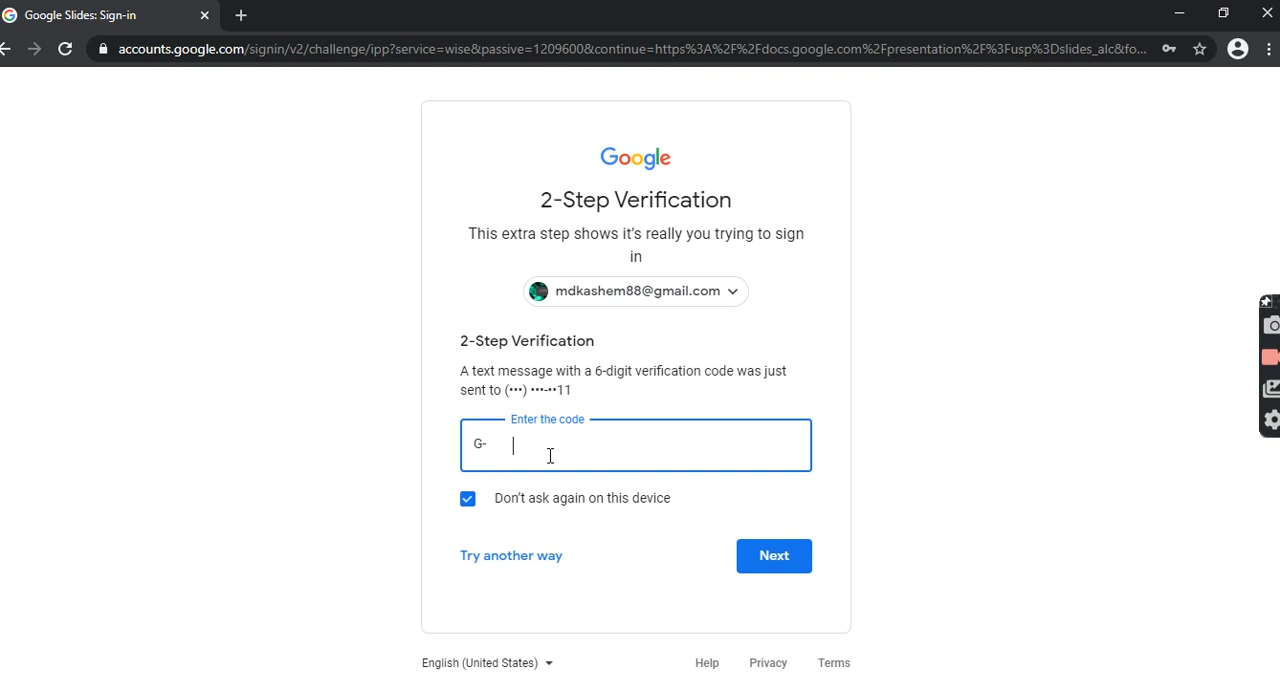 Google Slides: Sign-in
accounts.google.com/signin/v2/challenge/ipp?service=wise&passive=1209600&continue=https%3A%2F%2Fdocs.google.com%2Fpresentation%2F%3Fusp%3Dslides_alc&fo...
Google
2-Step Verification
This extra step shows it's really you trying to sign
in
mdkashem88@gmail.com
2-Step Verification
A text message with a 6-digit verification code was just
sent to (•••) •••-••11
Enter the code
G-
Don't ask again on this device
Try another way
Next
English (United States)
Help
Privacy
Terms